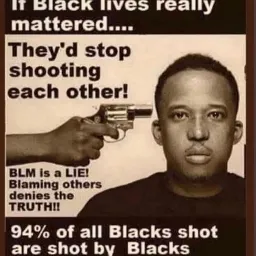 If Black lives really
mattered....
They'd stop
shooting
each other!
BLM is a LIE!
Blaming others
denies the
TRUTH!!
94% of all Blacks shot
are shot by Blacks